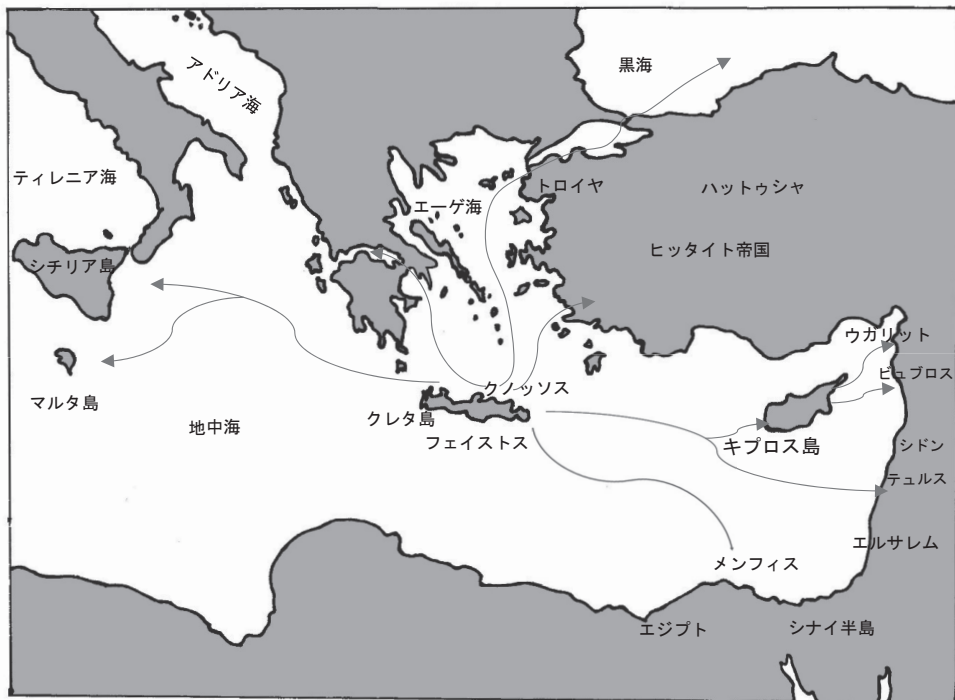 黒海
アドリア海
ティレニア海
トロイヤ
ハットゥシャ
エーゲ海
ヒッタイト帝国
シチリア島
ウカリット
ビュブロス
クノッソス
マルタ島
クレタ島
地中海
フェイストス
キプロス島
シドン
テュルス
エルサレム
メンフィス
エジプト
シナイ半島